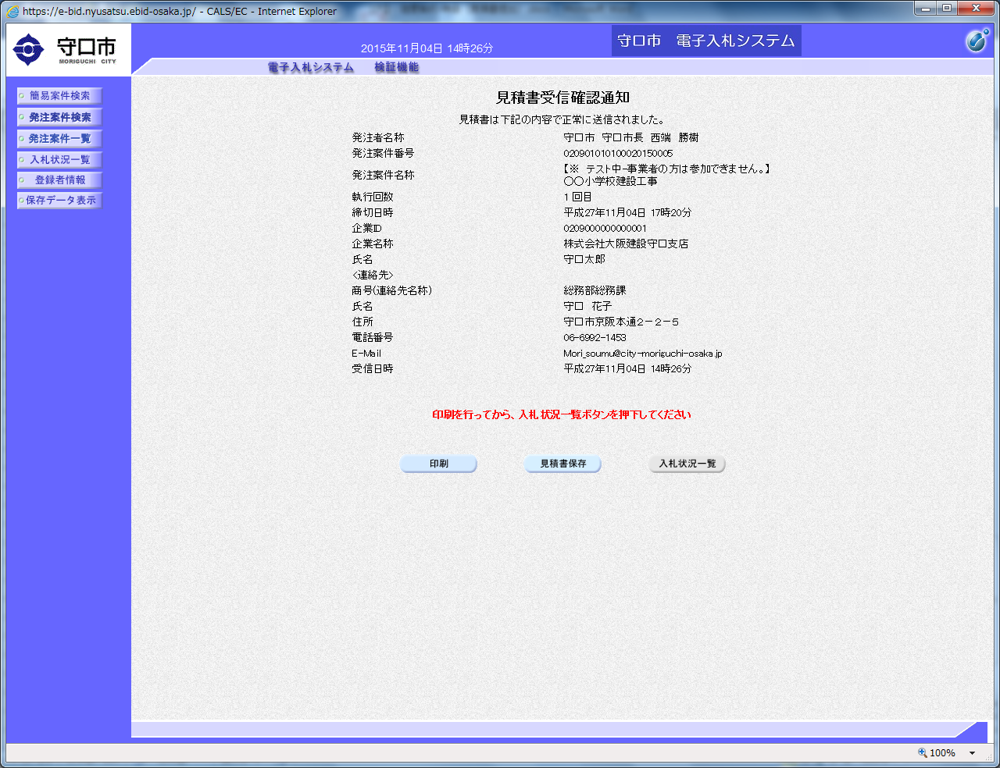 https://e-bid.nyusatsu.ebid-osaka.jp/ - CALS/EC - Internet Explorer
守口市
MORIGUCHI CITY
2015年11月04日 14時26分
守口市 電子入札システム
電子入札システム 検証機能
簡易案件検索
発注案件検索
発注案件一覧
入札状況一覧
登録者情報
保存データ表示
見積書受信確認通知
見積書は下記の内容で正常に送信されました。
発注者名称 守口市 守口市長 西端 勝樹
発注案件番号 020901010100020150005
発注案件名称 【※ テスト中-事業者の方は参加できません。】
〇〇小学校建設工事
執行回数 1 回目
締切日時 平成27年11月04日 17時20分
企業ID 0209000000000001
企業名称 株式会社大阪建設守口支店
氏名 守口太郎
<連絡先>
商号(連絡先名称) 総務部総務課
氏名 守口 花子
住所 守口市京阪本通2-2-5
電話番号 06-6992-1453
E-Mail Mori_soumu@city-moriguchi-osaka.jp
受信日時 平成27年11月04日 14時26分
印刷を行ってから、入札状況一覧ボタンを押下してください
印刷 見積書保存 入札状況一覧
100%